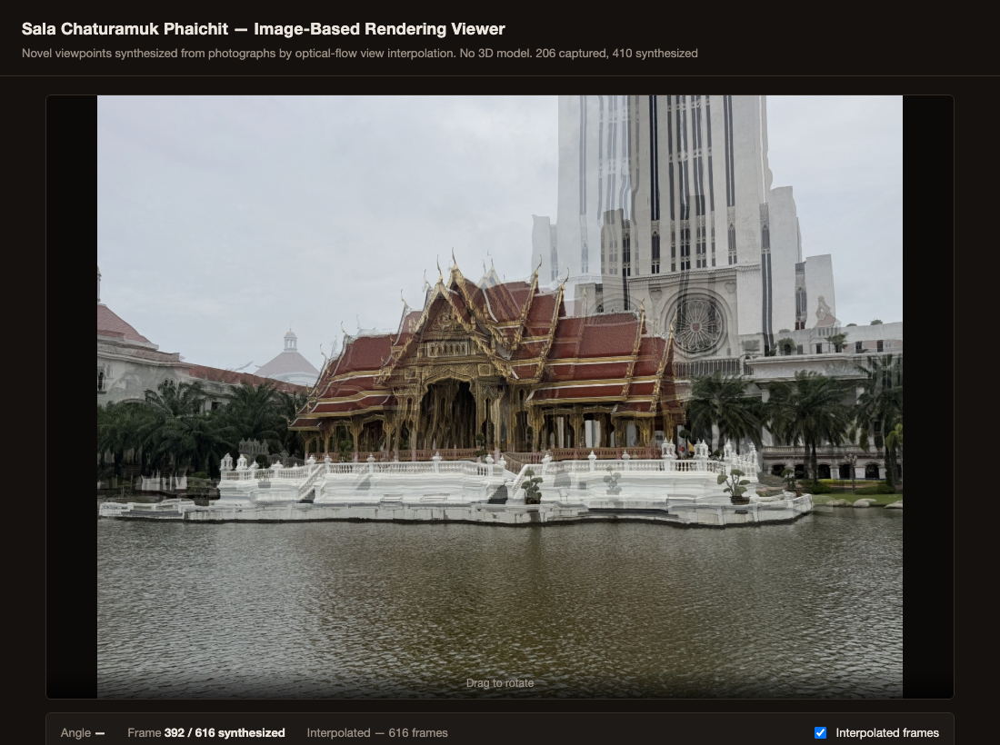 Sala Chaturamuk Phaichit — Image-Based Rendering Viewer
Novel viewpoints synthesized from photographs by optical-flow view interpolation. No 3D model. 206 captured, 410 synthesized
Drag to rotate
Angle — Frame 392 / 616 synthesized Interpolated — 616 frames Interpolated frames